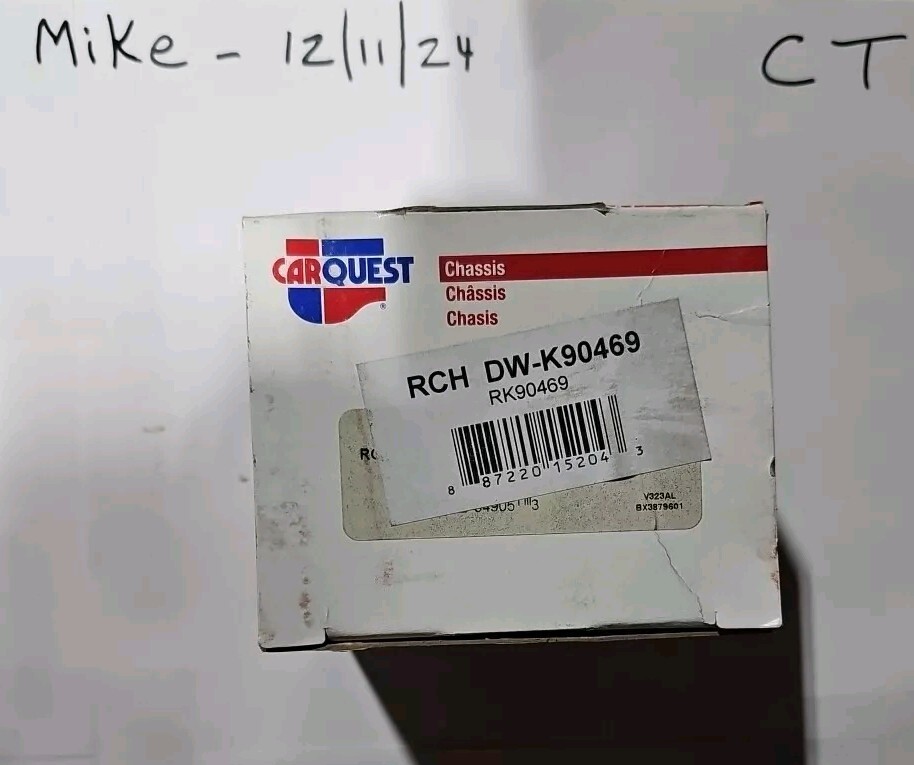 Mike - 12/11/24 CT
CARQUEST
®
Chassis
Châssis
Chasis
RCH DW-K90469
RK90469
8 87220 15204 3
V323AL
BX3879601